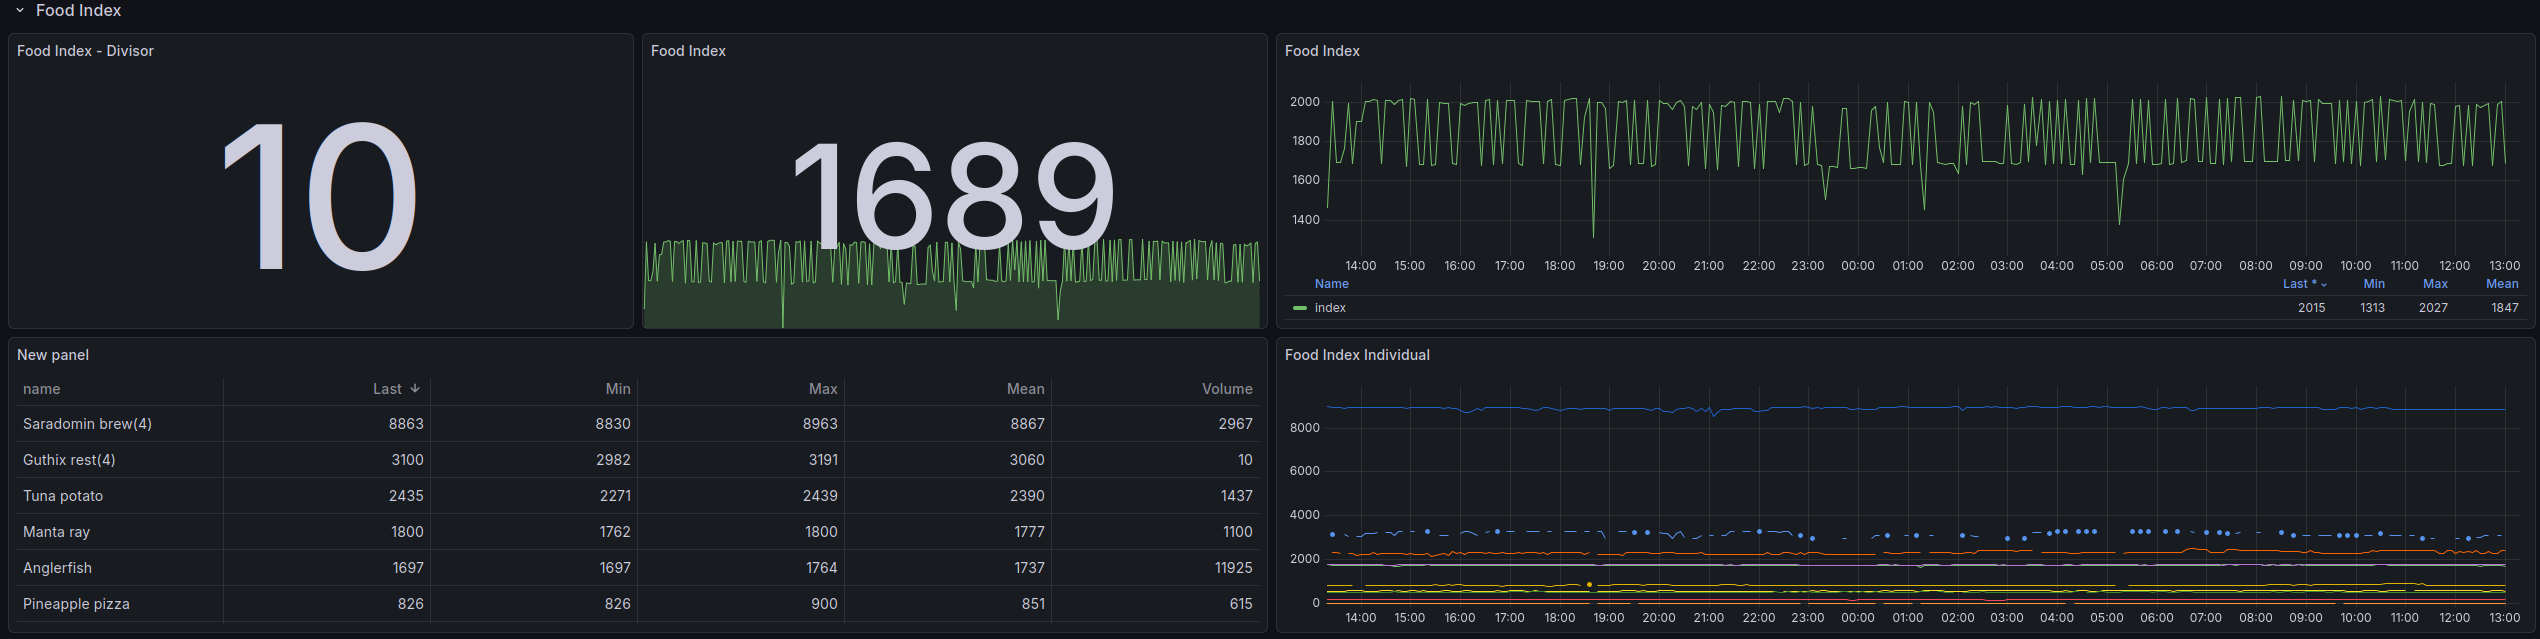 Food Index
Food Index - Divisor
10
Food Index
1689
Food Index
2000
1800
1600
1400
14:00 15:00 16:00 17:00 18:00 19:00 20:00 21:00 22:00 23:00 00:00 01:00 02:00 03:00 04:00 05:00 06:00 07:00 08:00 09:00 10:00 11:00 12:00 13:00
Name Last * Min Max Mean
index 2015 1313 2027 1847
New panel
name Last Min Max Mean Volume
Saradomin brew(4) 8863 8830 8963 8867 2967
Guthix rest(4) 3100 2982 3191 3060 10
Tuna potato 2435 2271 2439 2390 1437
Manta ray 1800 1762 1800 1777 1100
Anglerfish 1697 1697 1764 1737 11925
Pineapple pizza 826 826 900 851 615
Food Index Individual
8000
6000
4000
2000
0
14:00 15:00 16:00 17:00 18:00 19:00 20:00 21:00 22:00 23:00 00:00 01:00 02:00 03:00 04:00 05:00 06:00 07:00 08:00 09:00 10:00 11:00 12:00 13:00